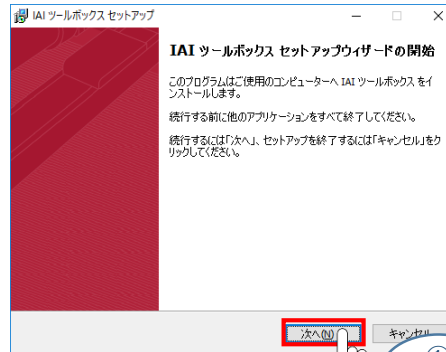 IAI ツールボックス セットアップ
IAI ツールボックス セットアップウィザードの開始
このプログラムはご使用のコンピューターへ IAI ツールボックス をイ
ンストールします。
続行する前に他のアプリケーションをすべて終了してください。
続行するには「次へ」、セットアップを終了するには「キャンセル」をク
リックしてください。
次へ(N)
キャンセル